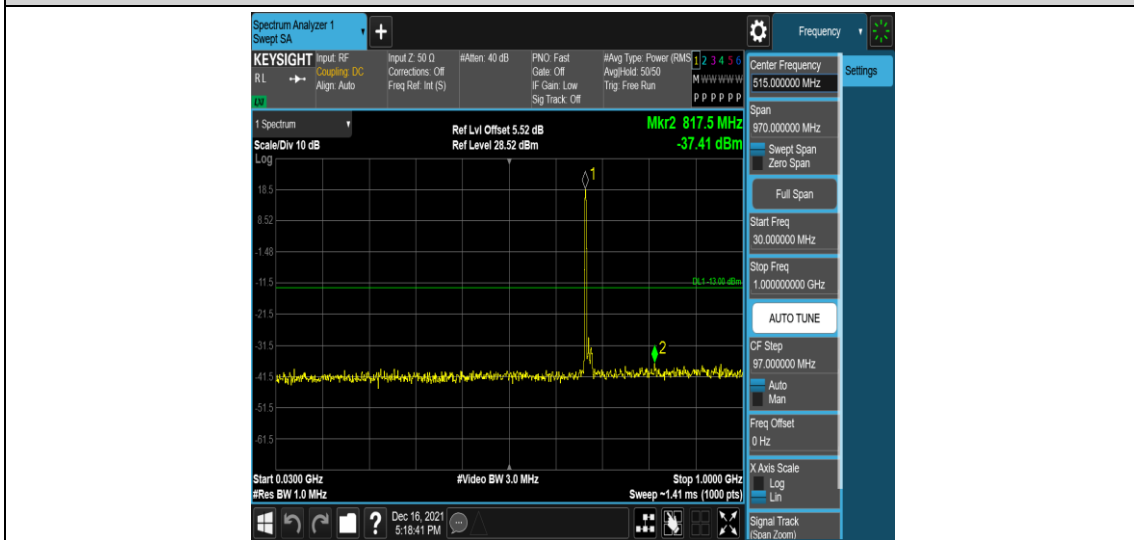 Spectrum Analyzer 1
Swept SA
+
Frequency
KEYSIGHT
RL
Input: RF
Coupling: DC
Align: Auto
Input Z: 50 Ω
Corrections: Off
Freq Ref: Int (S)
#Atten: 40 dB
PNO: Fast
Gate: Off
IF Gain: Low
Sig Track: Off
#Avg Type: Power (RMS
Avg|Hold: 50/50
Trig: Free Run
1 2 3 4 5 6
M W W W W W
P P P P P P
1 Spectrum
Scale/Div 10 dB
Log
Ref Lvl Offset 5.52 dB
Ref Level 28.52 dBm
Mkr2 817.5 MHz
-37.41 dBm
1
18.5
8.52
-1.48
-11.5
DL1 -13.00 dBm
-21.5
-31.5
2
-41.5
-51.5
-61.5
Start 0.0300 GHz
#Res BW 1.0 MHz
#Video BW 3.0 MHz
Stop 1.0000 GHz
Sweep ~1.41 ms (1000 pts)
?
Dec 16, 2021
5:18:41 PM
Center Frequency
515.000000 MHz
Settings
Span
970.000000 MHz
Swept Span
Zero Span
Full Span
Start Freq
30.000000 MHz
Stop Freq
1.000000000 GHz
AUTO TUNE
CF Step
97.000000 MHz
Auto
Man
Freq Offset
0 Hz
X Axis Scale
Log
Lin
Signal Track
(Span Zoom)